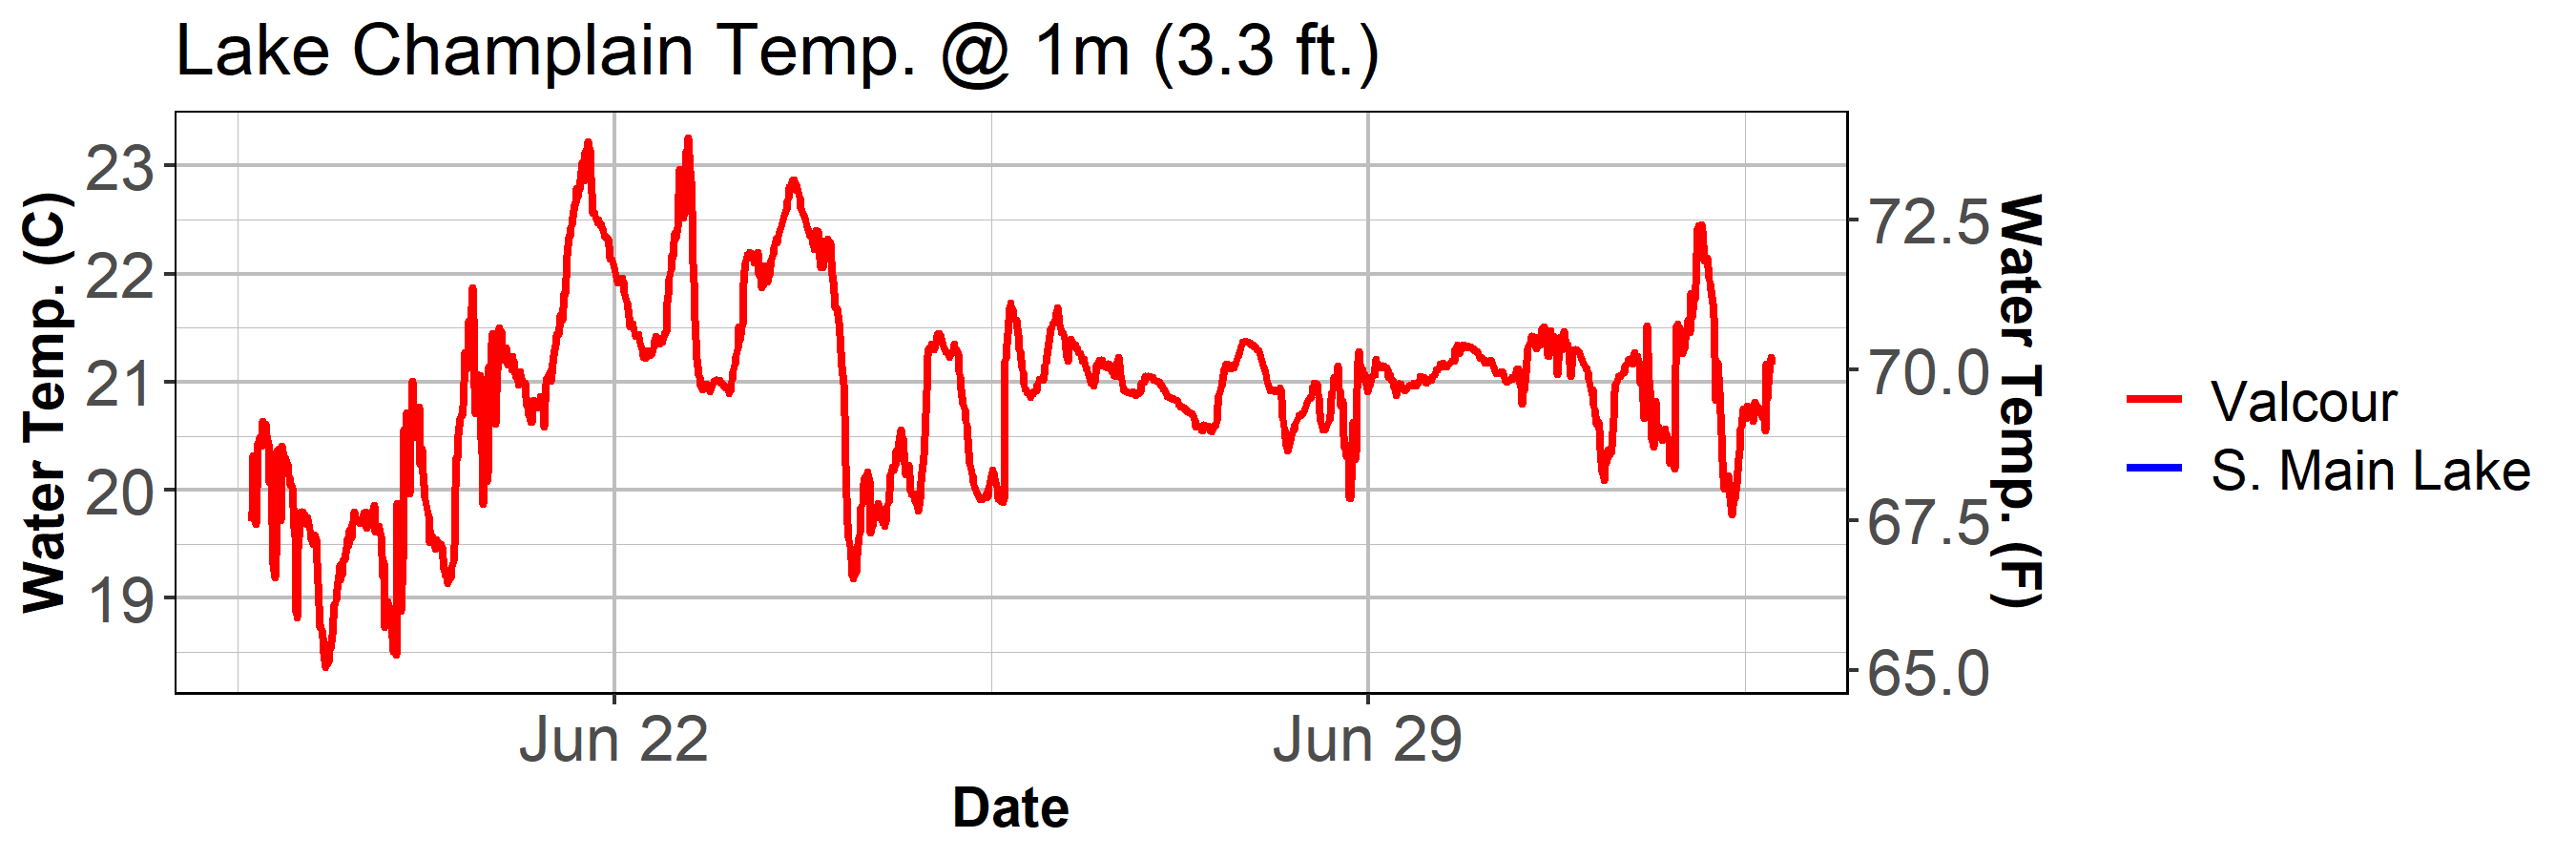 Lake Champlain Temp. @ 1m (3.3 ft.)
Water Temp. (C)
23
22
21
20
19
72.5
70.0
67.5
65.0
Water Temp. (F)
Jun 22
Jun 29
Date
Valcour
S. Main Lake